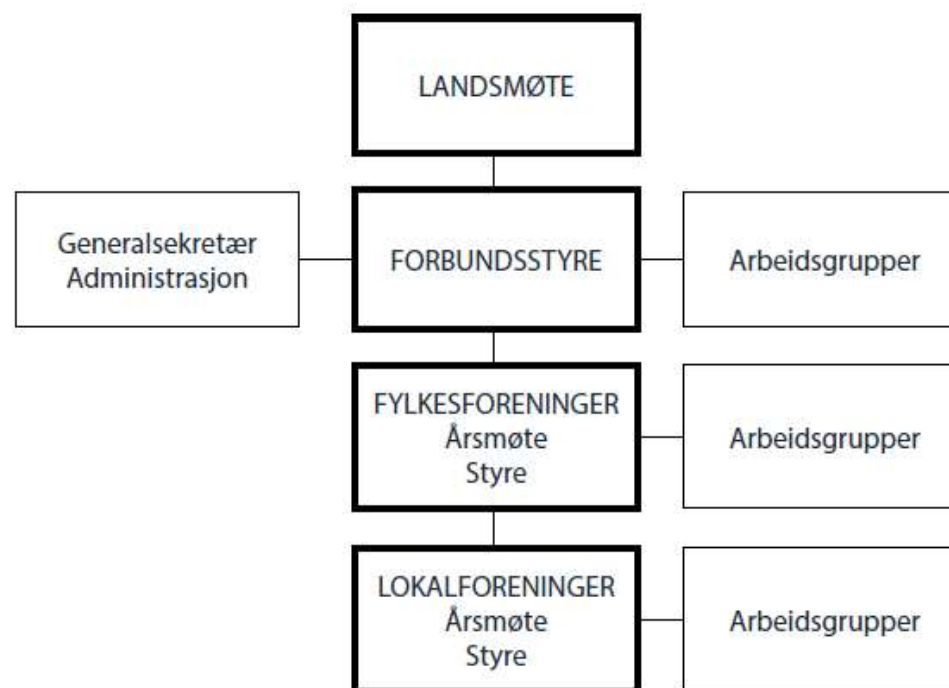 LANDSMØTE
Generalsekretær
Administrasjon
FORBUNDSSTYRE
Arbeidsgrupper
FYLKESFORENINGER
Årsmøte
Styre
Arbeidsgrupper
LOKALFORENINGER
Årsmøte
Styre
Arbeidsgrupper